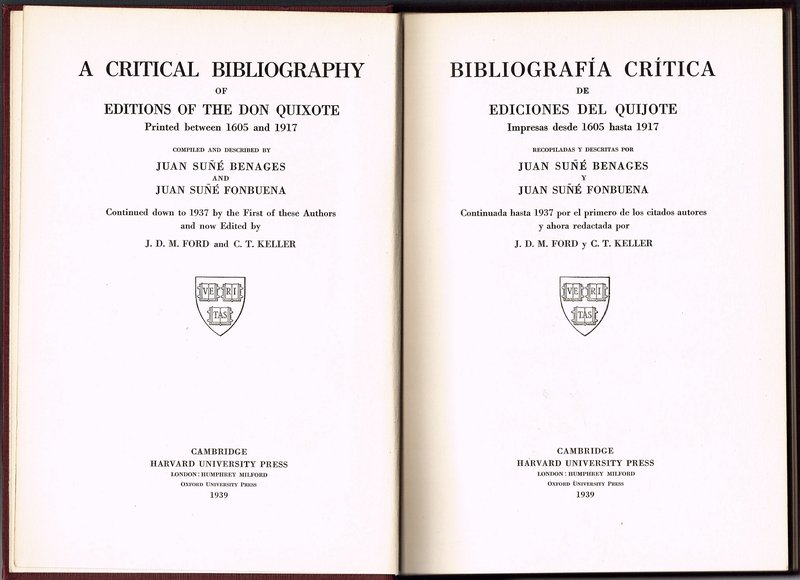 A CRITICAL BIBLIOGRAPHY
OF
EDITIONS OF THE DON QUIXOTE
Printed between 1605 and 1917
COMPILED AND DESCRIBED BY
JUAN SUÑÉ BENAGES
AND
JUAN SUÑÉ FONBUENA
Continued down to 1937 by the First of these Authors
and now Edited by
J. D. M. FORD and C. T. KELLER
VE RI
TAS
CAMBRIDGE
HARVARD UNIVERSITY PRESS
LONDON: HUMPHREY MILFORD
OXFORD UNIVERSITY PRESS
1939
BIBLIOGRAFÍA CRÍTICA
DE
EDICIONES DEL QUIJOTE
Impresas desde 1605 hasta 1917
RECOPILADAS Y DESCRITAS POR
JUAN SUÑÉ BENAGES
Y
JUAN SUÑÉ FONBUENA
Continuada hasta 1937 por el primero de los citados autores
y ahora redactada por
J. D. M. FORD y C. T. KELLER
VE RI
TAS
CAMBRIDGE
HARVARD UNIVERSITY PRESS
LONDON: HUMPHREY MILFORD
OXFORD UNIVERSITY PRESS
1939